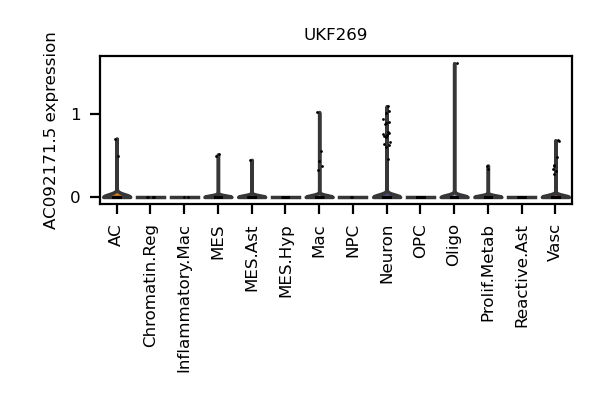 UKF269
AC092171.5 expression
1
0
AC
Chromatin.Reg
Inflammatory.Mac
MES
MES.Ast
MES.Hyp
Mac
NPC
Neuron
OPC
Oligo
Prolif.Metab
Reactive.Ast
Vasc